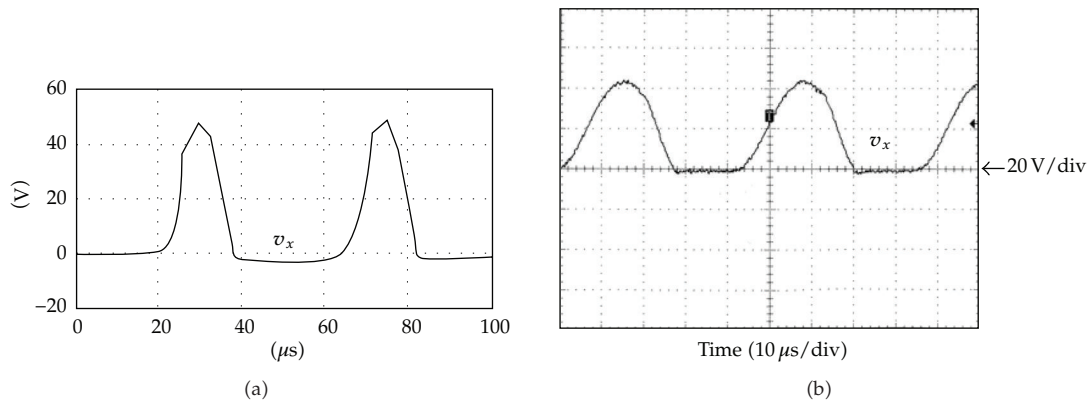 60
40
20
0
−20
(V)
v_x
0 20 40 60 80 100
(μs)
(a)
T
v_x
20 V/div
Time (10 μs/div)
(b)